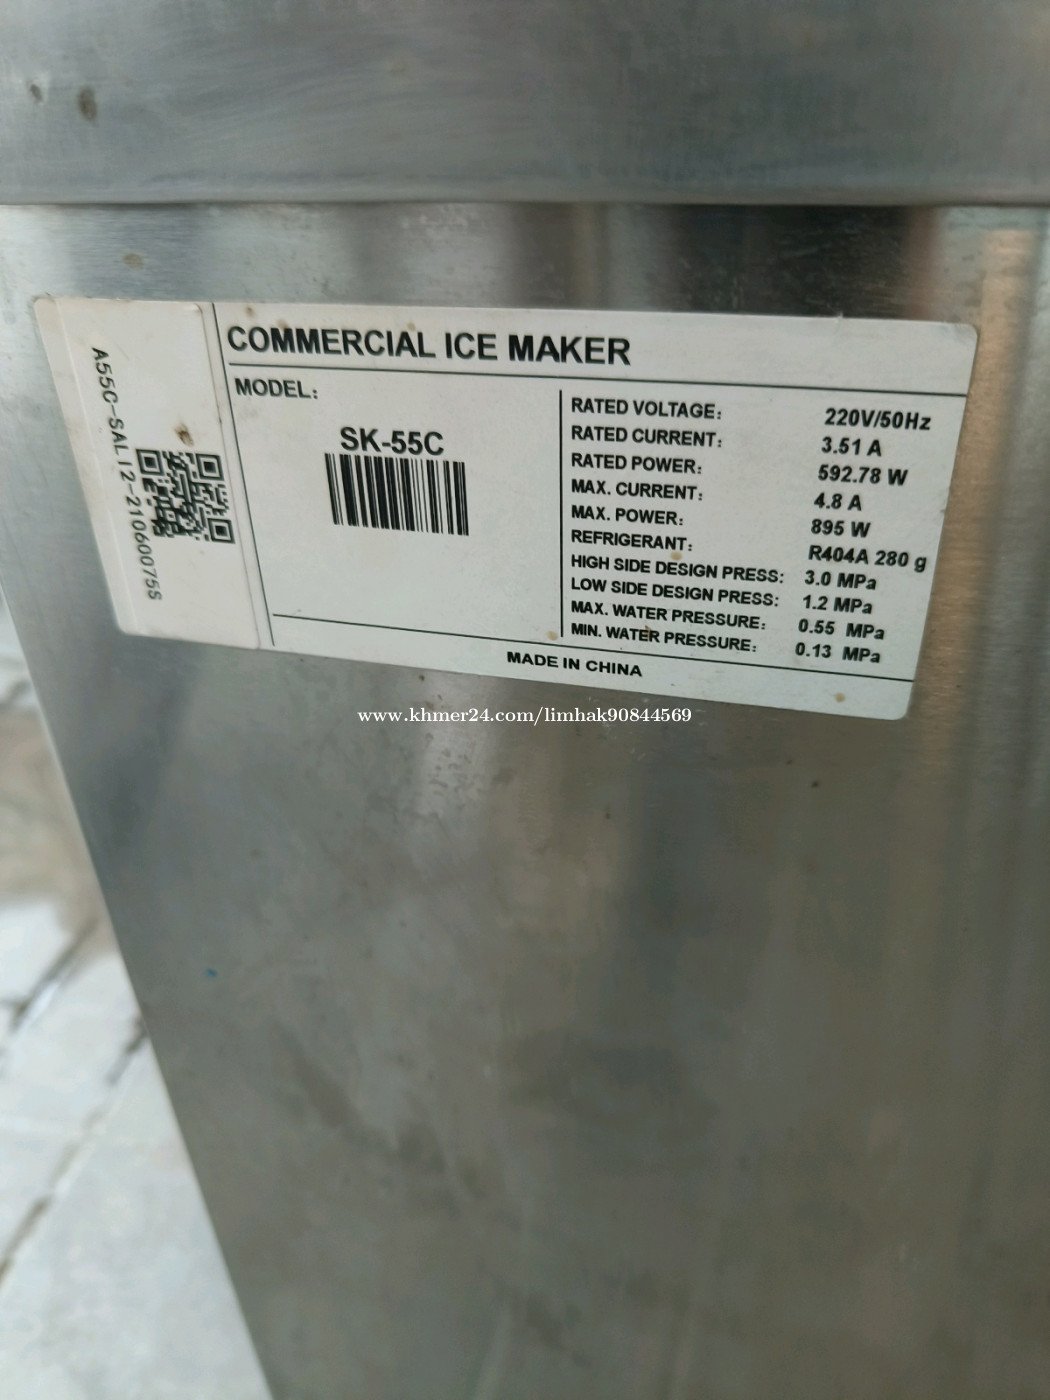 COMMERCIAL ICE MAKER
MODEL:
SK-55C
RATED VOLTAGE: 220V/50Hz
RATED CURRENT: 3.51 A
RATED POWER: 592.78 W
MAX. CURRENT: 4.8 A
MAX. POWER: 895 W
REFRIGERANT: R404A 280 g
HIGH SIDE DESIGN PRESS: 3.0 MPa
LOW SIDE DESIGN PRESS: 1.2 MPa
MAX. WATER PRESSURE: 0.55 MPa
MIN. WATER PRESSURE: 0.13 MPa
MADE IN CHINA
A55C-SAL12-210600755
www.khmer24.com/limhak90844569